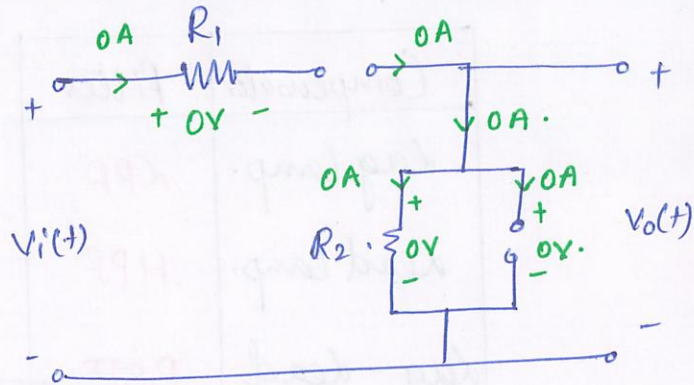 0A R₁ 0A
+ + 0V - +
0A.
0A 0A
+ +
Vi(t) R₂. 0V 0V. Vo(t)
- -
- -